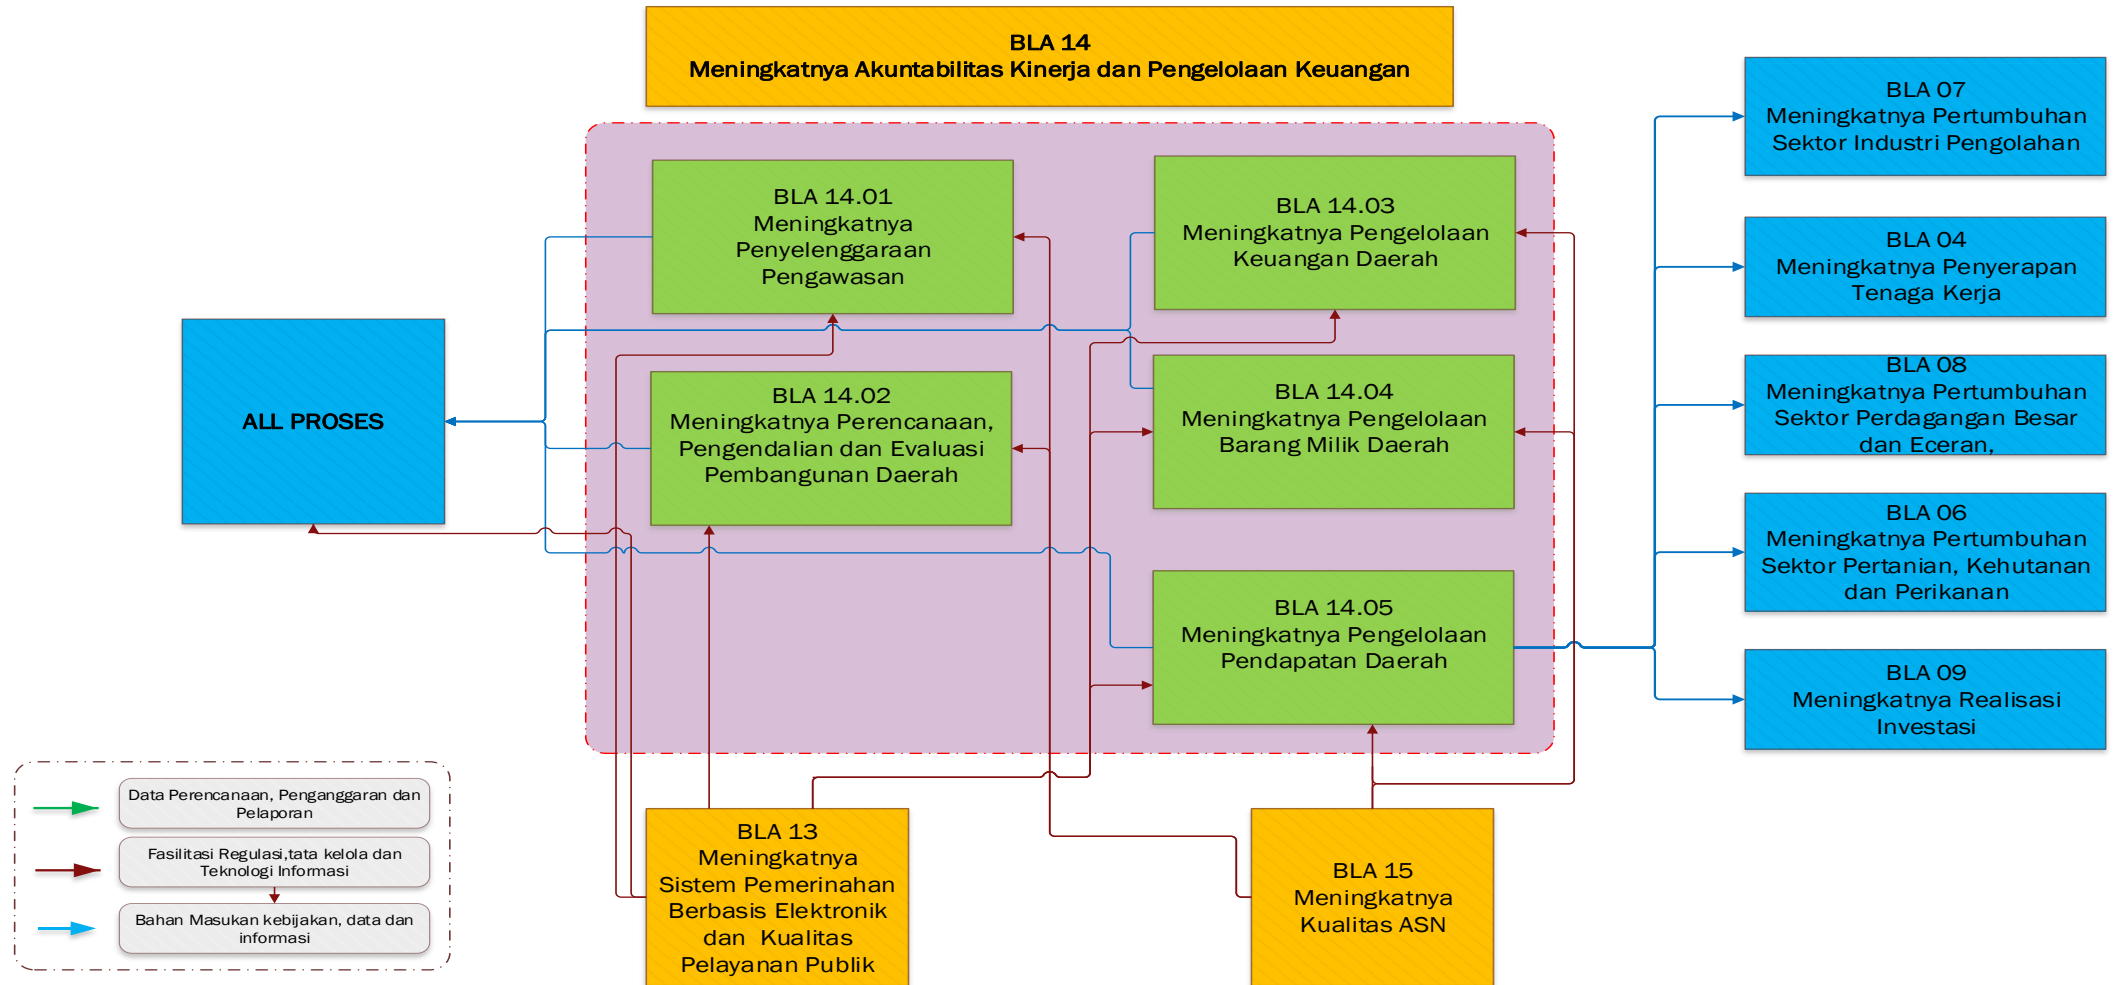 BLA 14
Meningkatnya Akuntabilitas Kinerja dan Pengelolaan Keuangan
BLA 14.01
Meningkatnya
Penyelenggaraan
Pengawasan
BLA 14.03
Meningkatnya Pengelolaan
Keuangan Daerah
BLA 14.02
Meningkatnya Perencanaan,
Pengendalian dan Evaluasi
Pembangunan Daerah
BLA 14.04
Meningkatnya Pengelolaan
Barang Milik Daerah
BLA 14.05
Meningkatnya Pengelolaan
Pendapatan Daerah
ALL PROSES
BLA 07
Meningkatnya Pertumbuhan
Sektor Industri Pengolahan
BLA 04
Meningkatnya Penyerapan
Tenaga Kerja
BLA 08
Meningkatnya Pertumbuhan
Sektor Perdagangan Besar
dan Eceran,
BLA 06
Meningkatnya Pertumbuhan
Sektor Pertanian, Kehutanan
dan Perikanan
BLA 09
Meningkatnya Realisasi
Investasi
Data Perencanaan, Penganggaran dan
Pelaporan
Fasilitasi Regulasi,tata kelola dan
Teknologi Informasi
Bahan Masukan kebijakan, data dan
informasi
BLA 13
Meningkatnya
Sistem Pemerinahan
Berbasis Elektronik
dan Kualitas
Pelayanan Publik
BLA 15
Meningkatnya
Kualitas ASN